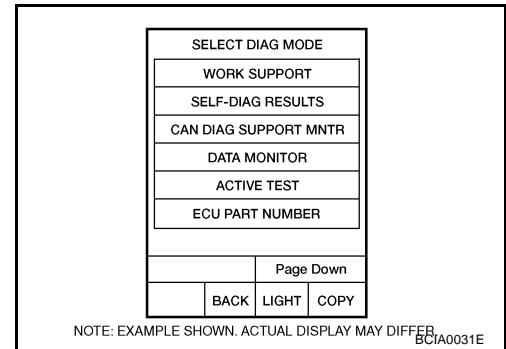 SELECT DIAG MODE
WORK SUPPORT
SELF-DIAG RESULTS
CAN DIAG SUPPORT MNTR
DATA MONITOR
ACTIVE TEST
ECU PART NUMBER
Page Down
BACK LIGHT COPY
NOTE: EXAMPLE SHOWN. ACTUAL DISPLAY MAY DIFFER.
BCIA0031E